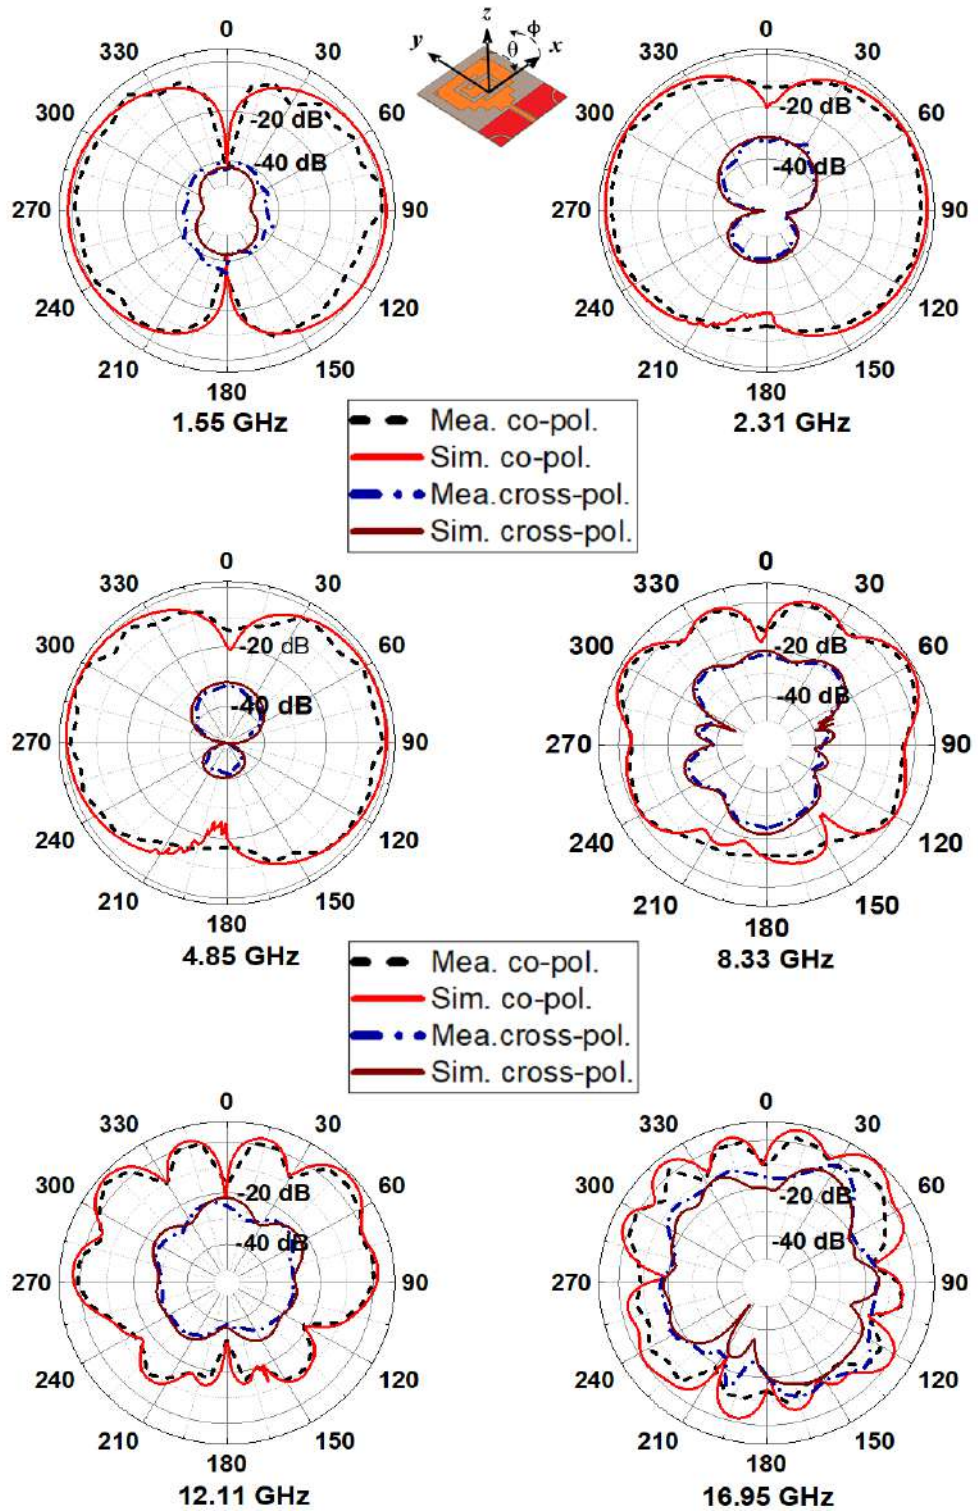 0
330
30
300
60
-20 dB
-40 dB
270
90
240
120
210
150
180
1.55 GHz
z
ϕ
y
θ
x
0
330
30
300
60
-20 dB
-40 dB
270
90
240
120
210
150
180
2.31 GHz
Mea. co-pol.
Sim. co-pol.
Mea.cross-pol.
Sim. cross-pol.
0
330
30
300
60
-20 dB
-40 dB
270
90
240
120
210
150
180
4.85 GHz
0
330
30
300
60
-20 dB
-40 dB
270
90
240
120
210
150
180
8.33 GHz
Mea. co-pol.
Sim. co-pol.
Mea.cross-pol.
Sim. cross-pol.
0
330
30
300
60
-20 dB
-40 dB
270
90
240
120
210
150
180
12.11 GHz
0
330
30
300
60
-20 dB
-40 dB
270
90
240
120
210
150
180
16.95 GHz